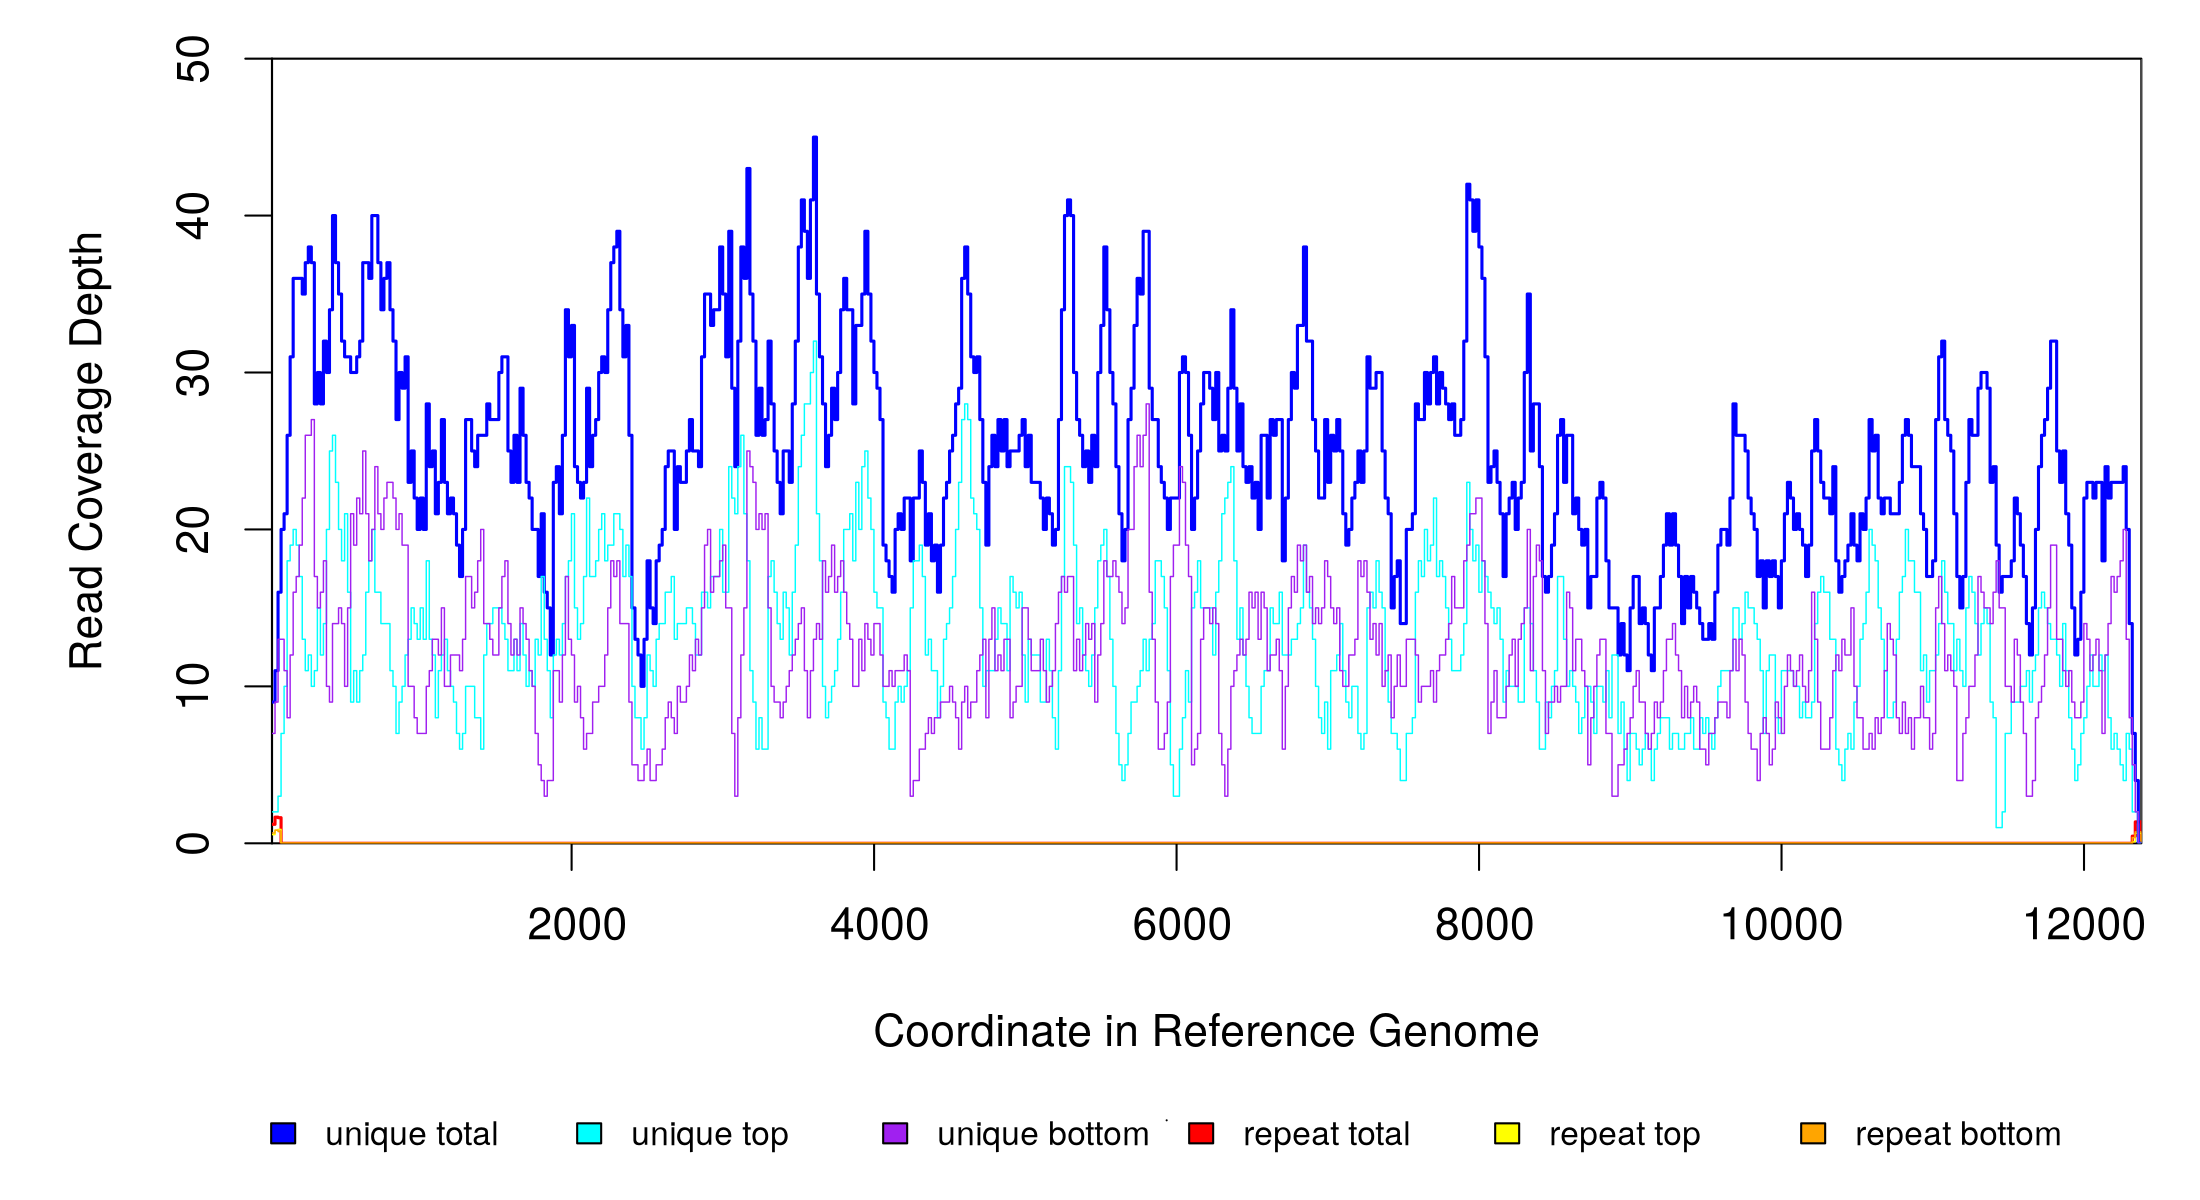 50
40
30
20
10
0
Read Coverage Depth
2000 4000 6000 8000 10000 12000
Coordinate in Reference Genome
unique total unique top unique bottom repeat total repeat top repeat bottom